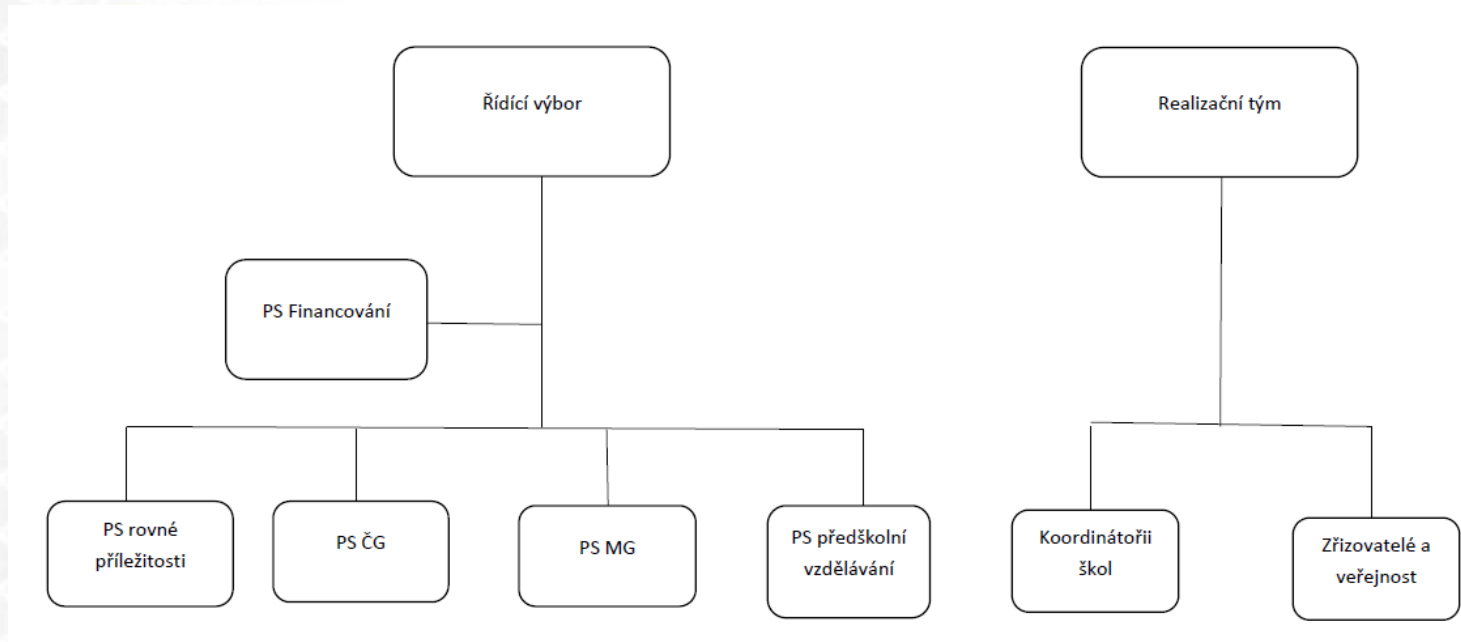 Řídící výbor
Realizační tým
PS Financování
PS rovné
příležitosti
PS ČG
PS MG
PS předškolní
vzdělávání
Koordinátořii
škol
Zřizovatelé a
veřejnost